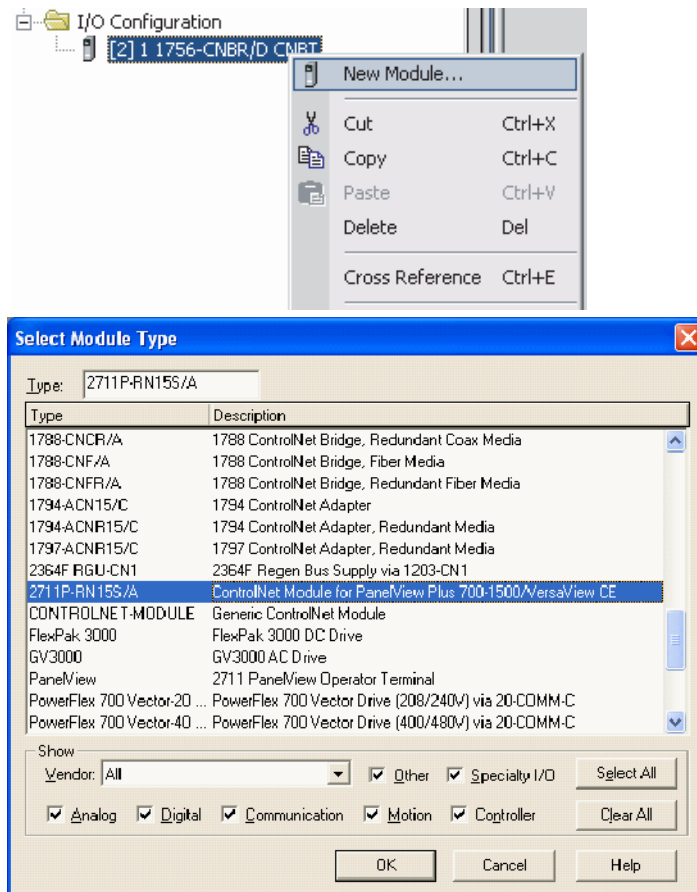 I/O Configuration
[2] 1 1756-CNBR/D CNBT
New Module...
Cut Ctrl+X
Copy Ctrl+C
Paste Ctrl+V
Delete Del
Cross Reference Ctrl+E
Select Module Type
Type: 2711P-RN15S/A
Type Description
1788-CNCR/A 1788 ControlNet Bridge, Redundant Coax Media
1788-CNF/A 1788 ControlNet Bridge, Fiber Media
1788-CNFR/A 1788 ControlNet Bridge, Redundant Fiber Media
1794-ACN15/C 1794 ControlNet Adapter
1794-ACNR15/C 1794 ControlNet Adapter, Redundant Media
1797-ACNR15/C 1797 ControlNet Adapter, Redundant Media
2364F RGU-CN1 2364F Regen Bus Supply via 1203-CN1
2711P-RN15S/A ControlNet Module for PanelView Plus 700-1500/VersaView CE
CONTROLNET-MODULE Generic ControlNet Module
FlexPak 3000 FlexPak 3000 DC Drive
GV3000 GV3000 AC Drive
PanelView 2711 PanelView Operator Terminal
PowerFlex 700 Vector-20 ... PowerFlex 700 Vector Drive (208/240V) via 20-COMM-C
PowerFlex 700 Vector-40 ... PowerFlex 700 Vector Drive (400/480V) via 20-COMM-C
Show
Vendor: All Other Specialty I/O Select All
Analog Digital Communication Motion Controller Clear All
OK Cancel Help